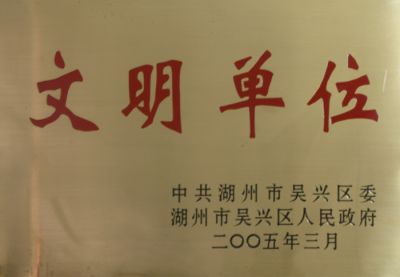 文明单位
中共湖州市吴兴区委
湖州市吴兴区人民政府
二〇〇五年三月